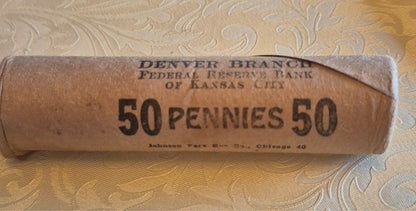 DENVER BRANCH
FEDERAL RESERVE BANK
OF KANSAS CITY
50 PENNIES 50
Johnson Fare Box Co., Chicago 40